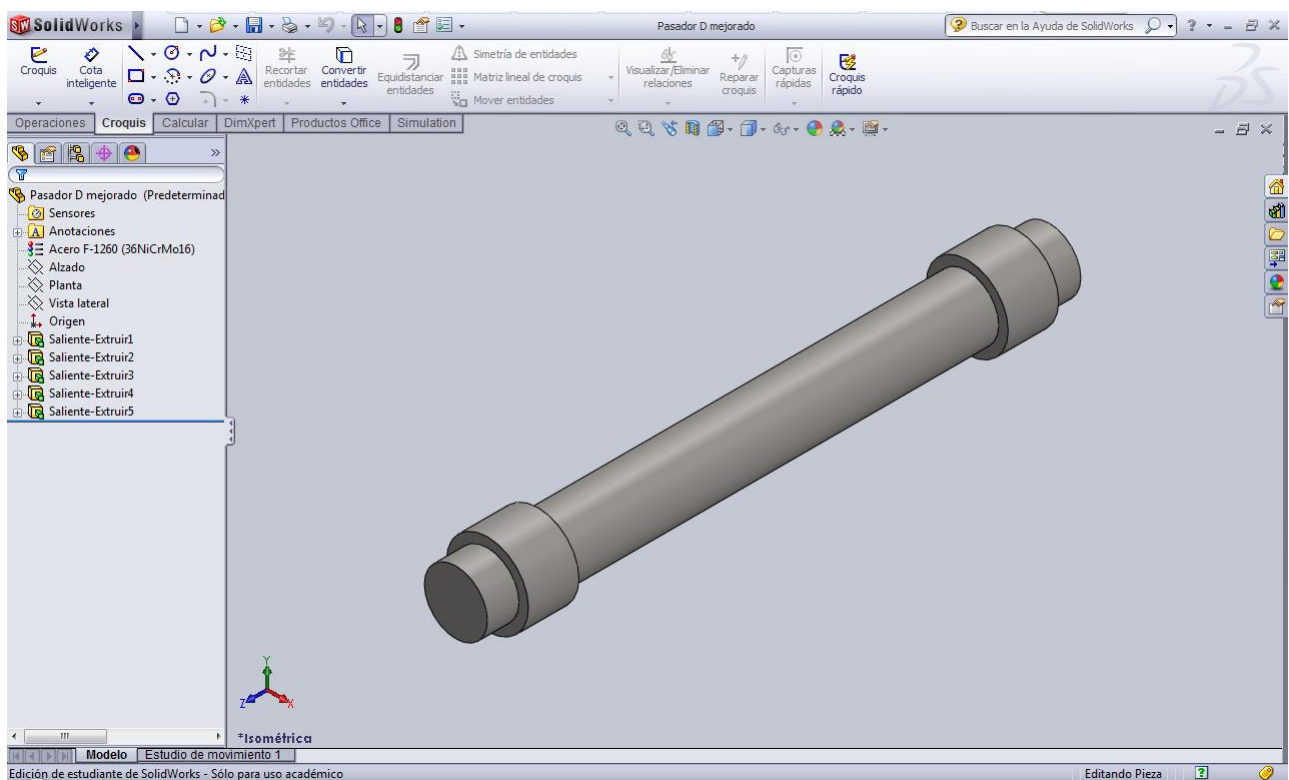 SolidWorks
Pasador D mejorado
Buscar en la Ayuda de SolidWorks
Croquis
Cota inteligente
Recortar entidades
Convertir entidades
Equidistanciar entidades
Simetría de entidades
Matriz lineal de croquis
Mover entidades
Visualizar/Eliminar relaciones
Reparar croquis
Capturas rápidas
Croquis rápido
Operaciones Croquis Calcular DimXpert Productos Office Simulation
Pasador D mejorado (Predeterminad
Sensores
Anotaciones
Acero F-1260 (36NiCrMo16)
Alzado
Planta
Vista lateral
Origen
Saliente-Extruir1
Saliente-Extruir2
Saliente-Extruir3
Saliente-Extruir4
Saliente-Extruir5
Y
Z
X
*Isométrica
Modelo Estudio de movimiento 1
Edición de estudiante de SolidWorks - Sólo para uso académico
Editando Pieza